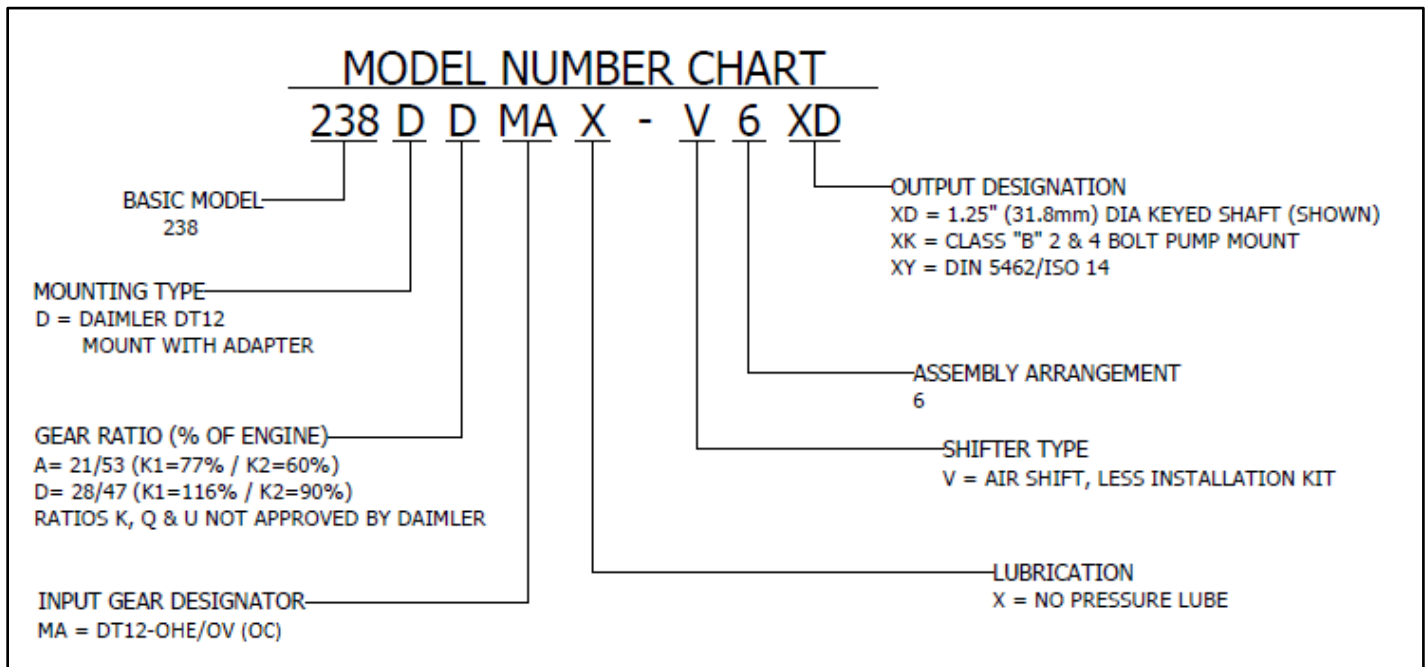 MODEL NUMBER CHART
238 D D MA X - V 6 XD
BASIC MODEL
238
MOUNTING TYPE
D = DAIMLER DT12
MOUNT WITH ADAPTER
GEAR RATIO (% OF ENGINE)
A= 21/53 (K1=77% / K2=60%)
D= 28/47 (K1=116% / K2=90%)
RATIOS K, Q & U NOT APPROVED BY DAIMLER
INPUT GEAR DESIGNATOR
MA = DT12-OHE/OV (OC)
OUTPUT DESIGNATION
XD = 1.25" (31.8mm) DIA KEYED SHAFT (SHOWN)
XK = CLASS "B" 2 & 4 BOLT PUMP MOUNT
XY = DIN 5462/ISO 14
ASSEMBLY ARRANGEMENT
6
SHIFTER TYPE
V = AIR SHIFT, LESS INSTALLATION KIT
LUBRICATION
X = NO PRESSURE LUBE